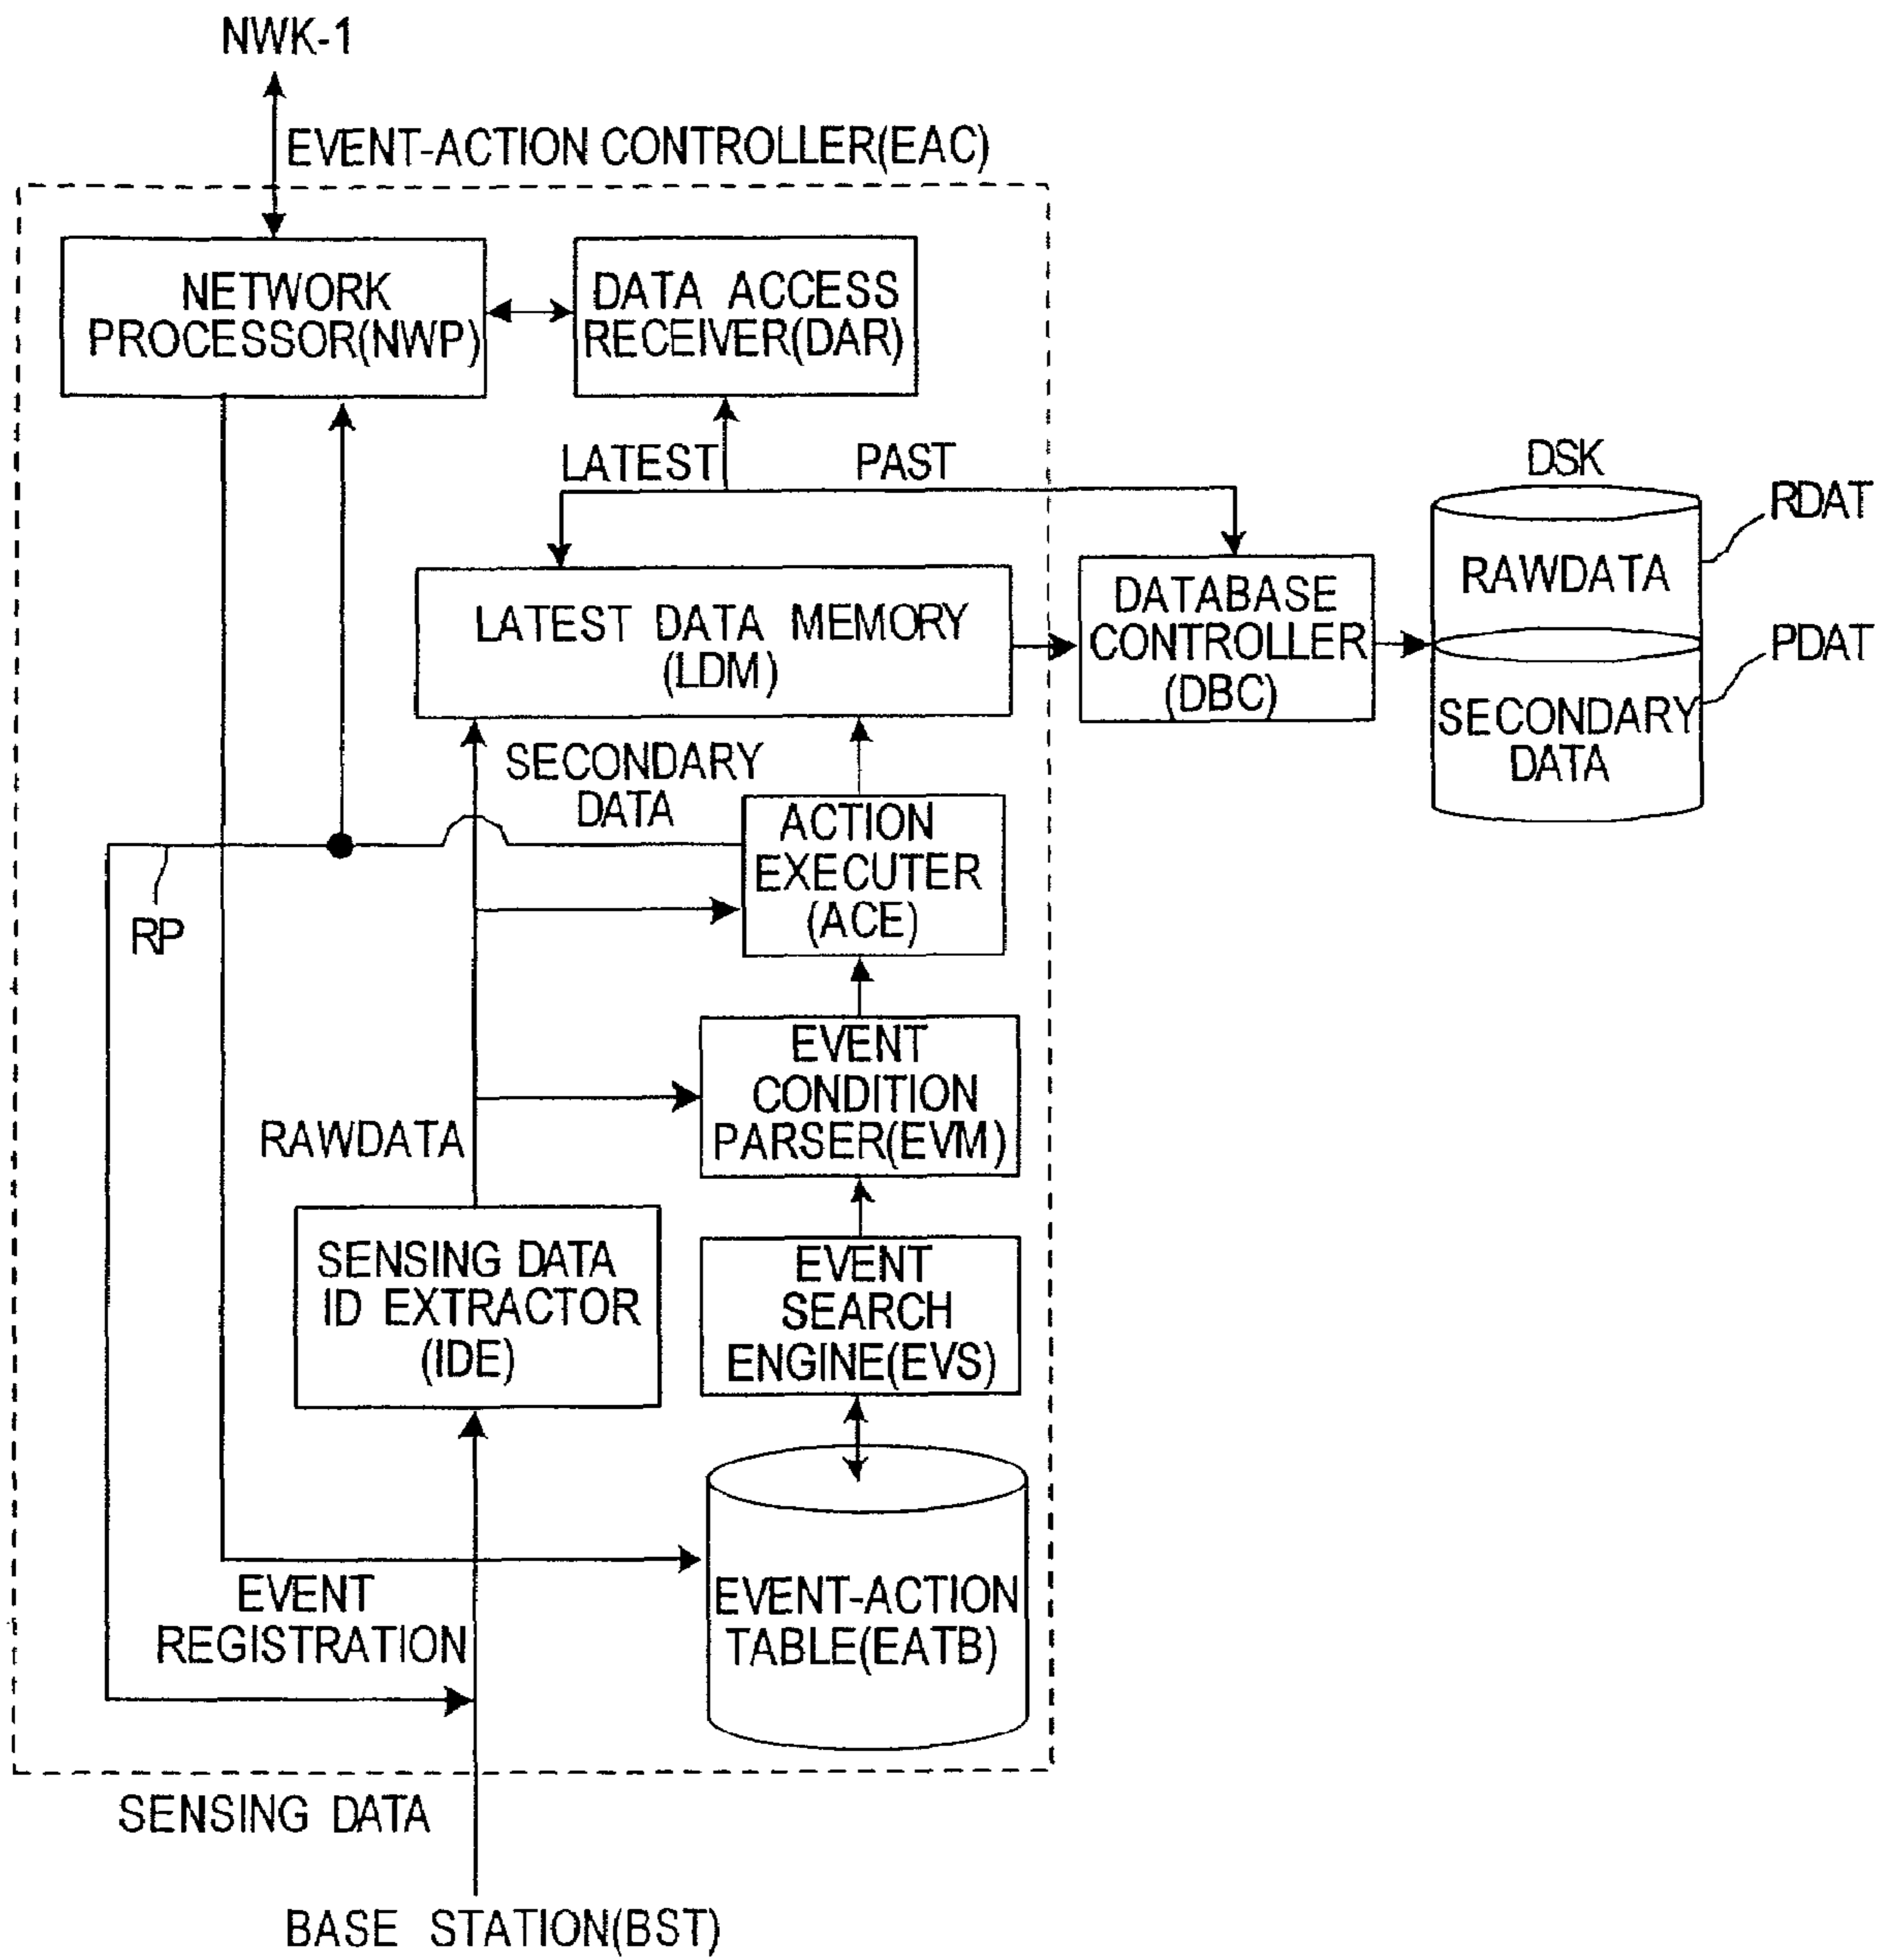 NWK-1
EVENT-ACTION CONTROLLER(EAC)
NETWORK
PROCESSOR(NWP)
DATA ACCESS
RECEIVER(DAR)
LATEST
PAST
DSK
RDAT
RAWDATA
PDAT
SECONDARY
DATA
DATABASE
CONTROLLER
(DBC)
LATEST DATA MEMORY
(LDM)
SECONDARY
DATA
ACTION
EXECUTER
(ACE)
RP
EVENT
CONDITION
PARSER(EVM)
RAWDATA
SENSING DATA
ID EXTRACTOR
(IDE)
EVENT
SEARCH
ENGINE(EVS)
EVENT
REGISTRATION
EVENT-ACTION
TABLE(EATB)
SENSING DATA
BASE STATION(BST)